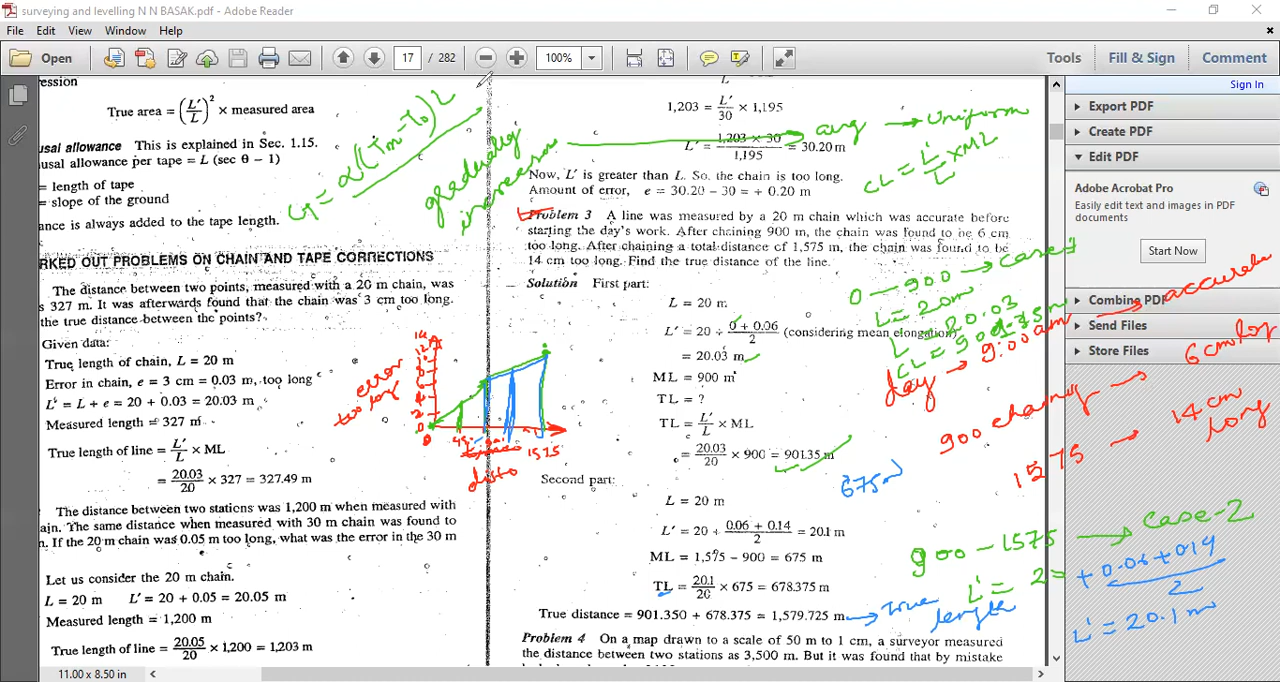 surveying and levelling N N BASAK.pdf - Adobe Reader
File Edit View Window Help
Open 17 / 282 100% Tools Fill & Sign Comment
Sign In
Export PDF
Create PDF
Edit PDF
Adobe Acrobat Pro
Easily edit text and images in PDF
documents
Start Now
Combine PDF
Send Files
Store Files
ression
True area = (L'/L)² × measured area
usal allowance This is explained in Sec. 1.15.
usal allowance per tape = L (sec θ − 1)
= length of tape
= slope of the ground
ance is always added to the tape length.
RKED OUT PROBLEMS ON CHAIN AND TAPE CORRECTIONS
The distance between two points, measured with a 20 m chain, was
s 327 m. It was afterwards found that the chain was 3 cm too long.
the true distance between the points?
Given data:
True length of chain, L = 20 m
Error in chain, e = 3 cm = 0.03 m, too long
L' = L + e = 20 + 0.03 = 20.03 m
Measured length = 327 m
True length of line = L'/L × ML
= 20.03/20 × 327 = 327.49 m
The distance between two stations was 1,200 m when measured with
ain. The same distance when measured with 30 m chain was found to
n. If the 20 m chain was 0.05 m too long, what was the error in the 30 m
Let us consider the 20 m chain.
L = 20 m L' = 20 + 0.05 = 20.05 m
Measured length = 1,200 m
True length of line = 20.05/20 × 1,200 = 1,203 m
1,203 = L'/30 × 1,195
L' = 1,203 × 30/1,195 = 30.20 m
Now, L' is greater than L. So, the chain is too long.
Amount of error, e = 30.20 − 30 = + 0.20 m
Problem 3 A line was measured by a 20 m chain which was accurate before
starting the day's work. After chaining 900 m, the chain was found to be 6 cm
too long. After chaining a total distance of 1,575 m, the chain was found to be
14 cm too long. Find the true distance of the line.
Solution First part:
L = 20 m
L' = 20 + 0 + 0.06/2 (considering mean elongation)
= 20.03 m
ML = 900 m
TL = ?
TL = L'/L × ML
= 20.03/20 × 900 = 901.35 m
Second part:
L = 20 m
L' = 20 + 0.06 + 0.14/2 = 20.1 m
ML = 1,575 − 900 = 675 m
TL = 20.1/20 × 675 = 678.375 m
True distance = 901.350 + 678.375 = 1,579.725 m
Problem 4 On a map drawn to a scale of 50 m to 1 cm, a surveyor measured
the distance between two stations as 3,500 m. But it was found that by mistake
α(Tm−To)L
gradually
increase
avg → Uniform
CL = L'/L × ML
0 — 900 → case-1
L = 20m
L' = 20.03
day → 9:00am → accurate
900 chaining → 6 cm long
1575 → 14 cm
long
error
too long
0
1575
675m
900 − 1575 → case-2
+ 0.06 + 0.14
2
L' = 20.1 m
True
length
11.00 x 8.50 in